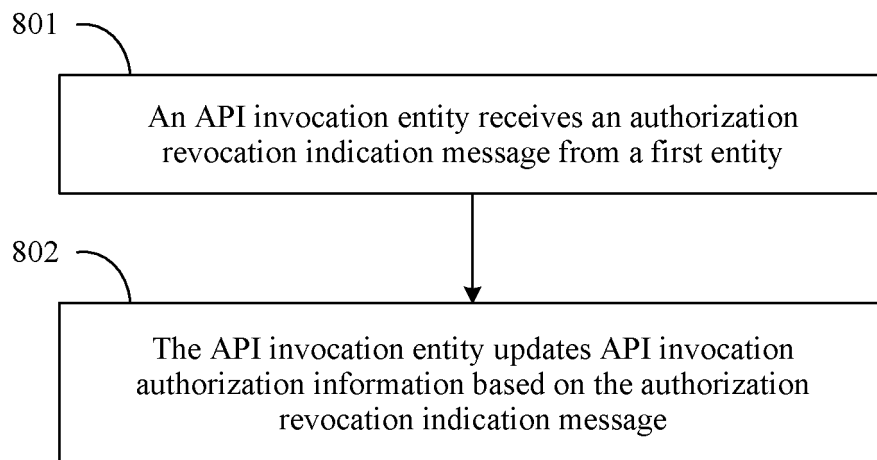 801
An API invocation entity receives an authorization
revocation indication message from a first entity
802
The API invocation entity updates API invocation
authorization information based on the authorization
revocation indication message